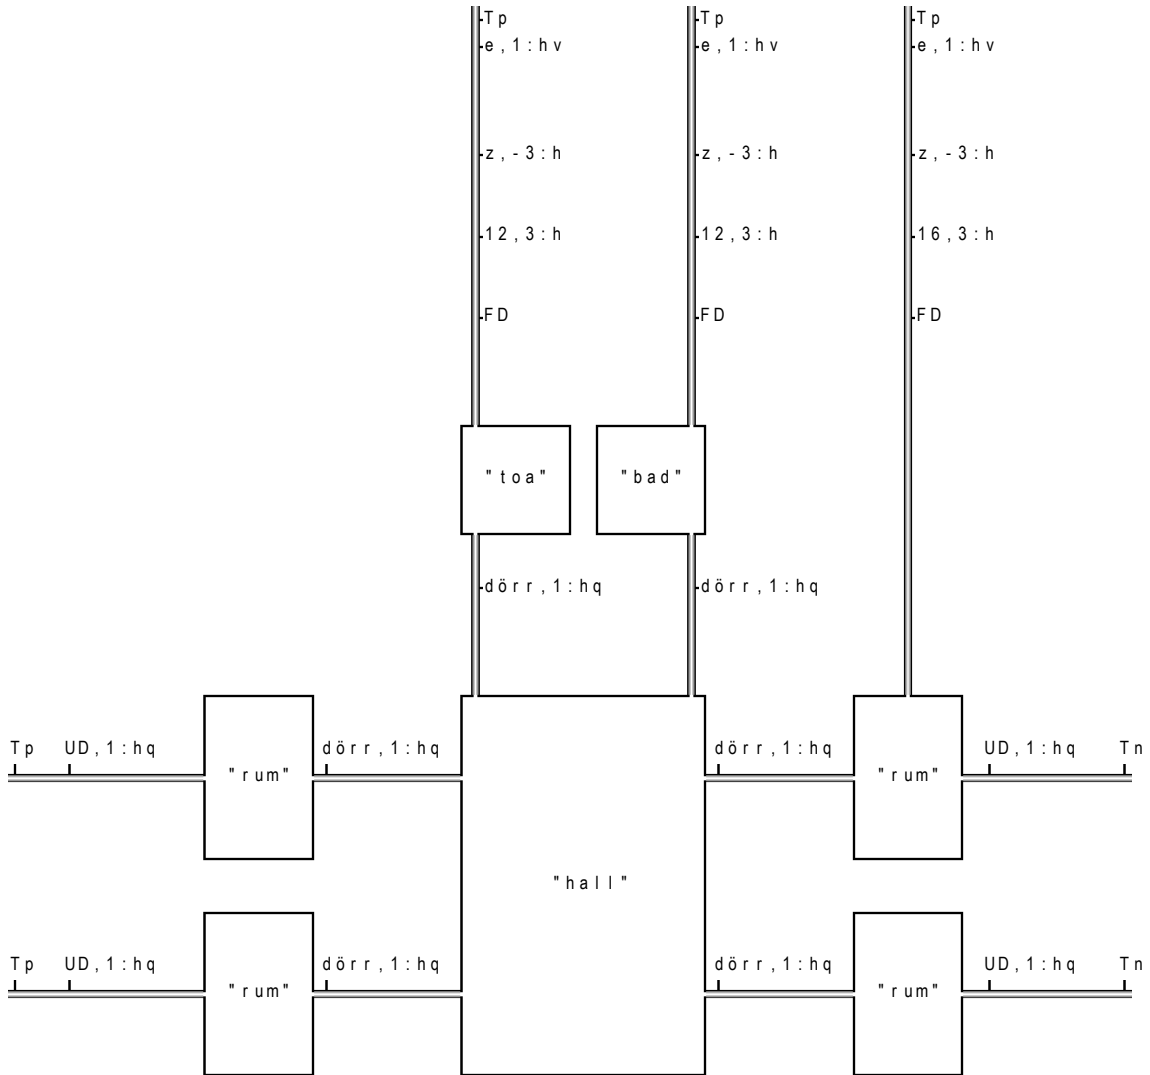 Tp Tp Tp
e,1:hv e,1:hv e,1:hv
z,-3:h z,-3:h z,-3:h
12,3:h 12,3:h 16,3:h
FD FD FD
"toa" "bad"
dörr,1:hq dörr,1:hq
Tp UD,1:hq dörr,1:hq dörr,1:hq UD,1:hq Tn
"rum" "rum"
"hall"
Tp UD,1:hq dörr,1:hq dörr,1:hq UD,1:hq Tn
"rum" "rum"